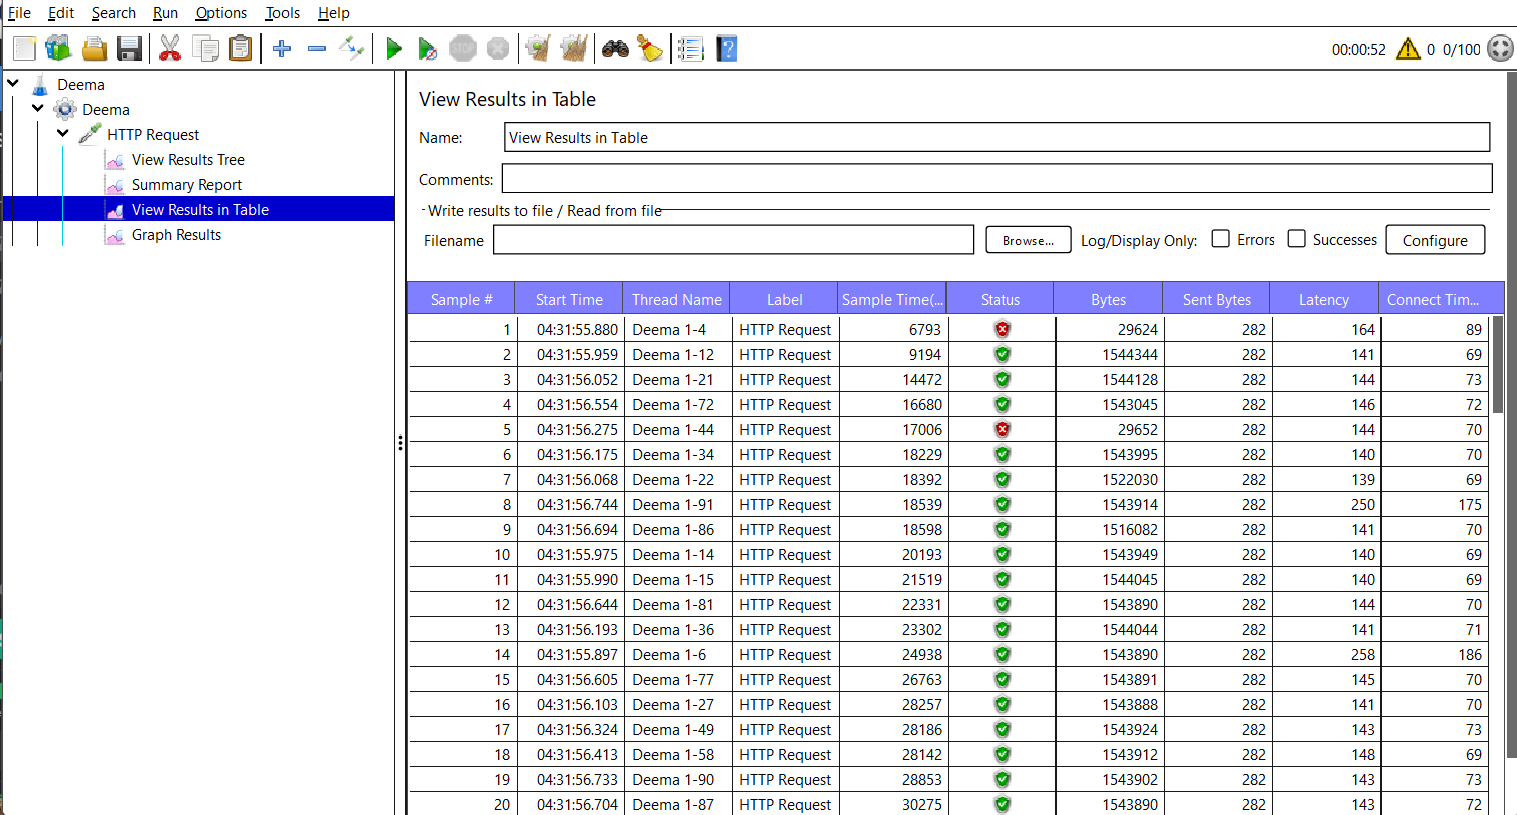 File Edit Search Run Options Tools Help
STOP 00:00:52 0 0/100
Deema
Deema
HTTP Request
View Results Tree
Summary Report
View Results in Table
Graph Results
View Results in Table
Name: View Results in Table
Comments:
Write results to file / Read from file
Filename Browse... Log/Display Only: Errors Successes Configure
Sample # Start Time Thread Name Label Sample Time(... Status Bytes Sent Bytes Latency Connect Tim...
1 04:31:55.880 Deema 1-4 HTTP Request 6793 29624 282 164 89
2 04:31:55.959 Deema 1-12 HTTP Request 9194 1544344 282 141 69
3 04:31:56.052 Deema 1-21 HTTP Request 14472 1544128 282 144 73
4 04:31:56.554 Deema 1-72 HTTP Request 16680 1543045 282 146 72
5 04:31:56.275 Deema 1-44 HTTP Request 17006 29652 282 144 70
6 04:31:56.175 Deema 1-34 HTTP Request 18229 1543995 282 140 70
7 04:31:56.068 Deema 1-22 HTTP Request 18392 1522030 282 139 69
8 04:31:56.744 Deema 1-91 HTTP Request 18539 1543914 282 250 175
9 04:31:56.694 Deema 1-86 HTTP Request 18598 1516082 282 141 70
10 04:31:55.975 Deema 1-14 HTTP Request 20193 1543949 282 140 69
11 04:31:55.990 Deema 1-15 HTTP Request 21519 1544045 282 140 69
12 04:31:56.644 Deema 1-81 HTTP Request 22331 1543890 282 144 70
13 04:31:56.193 Deema 1-36 HTTP Request 23302 1544044 282 141 71
14 04:31:55.897 Deema 1-6 HTTP Request 24938 1543890 282 258 186
15 04:31:56.605 Deema 1-77 HTTP Request 26763 1543891 282 145 70
16 04:31:56.103 Deema 1-27 HTTP Request 28257 1543888 282 141 70
17 04:31:56.324 Deema 1-49 HTTP Request 28186 1543924 282 143 73
18 04:31:56.413 Deema 1-58 HTTP Request 28142 1543912 282 148 69
19 04:31:56.733 Deema 1-90 HTTP Request 28853 1543902 282 143 73
20 04:31:56.704 Deema 1-87 HTTP Request 30275 1543890 282 143 72